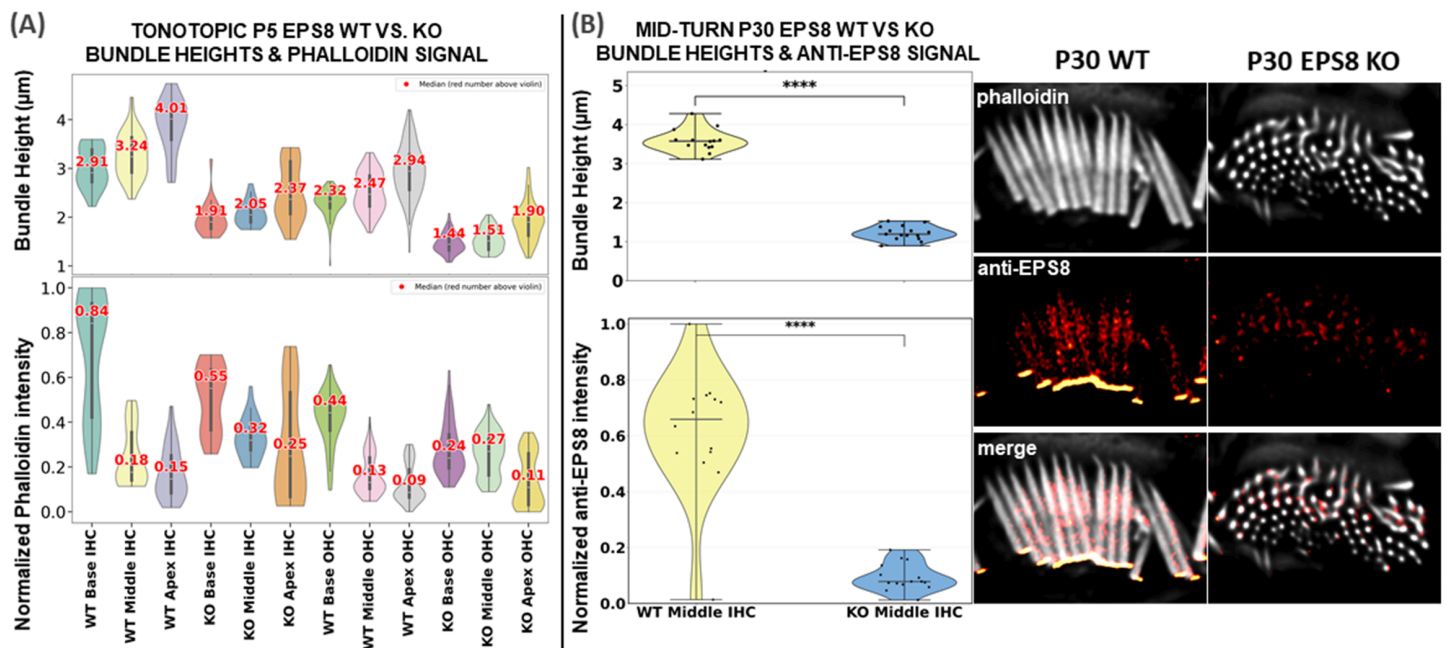 (A)
TONOTOPIC P5 EPS8 WT VS. KO
BUNDLE HEIGHTS & PHALLOIDIN SIGNAL
Median (red number above violin)
Bundle Height (μm)
4
3
2
1
2.91
3.24
4.01
1.91
2.05
2.37
2.32
2.47
2.94
1.44
1.51
1.90
Median (red number above violin)
Normalized Phalloidin intensity
1.0
0.8
0.6
0.4
0.2
0.0
0.84
0.18
0.15
0.55
0.32
0.25
0.44
0.13
0.09
0.24
0.27
0.11
WT Base IHC
WT Middle IHC
WT Apex IHC
KO Base IHC
KO Middle IHC
KO Apex IHC
WT Base OHC
WT Middle OHC
WT Apex OHC
KO Base OHC
KO Middle OHC
KO Apex OHC
(B)
MID-TURN P30 EPS8 WT VS KO
BUNDLE HEIGHTS & ANTI-EPS8 SIGNAL
Bundle Height (μm)
5
4
3
2
1
0
****
Normalized anti-EPS8 intensity
1.0
0.8
0.6
0.4
0.2
0.0
****
WT Middle IHC
KO Middle IHC
P30 WT
P30 EPS8 KO
phalloidin
anti-EPS8
merge